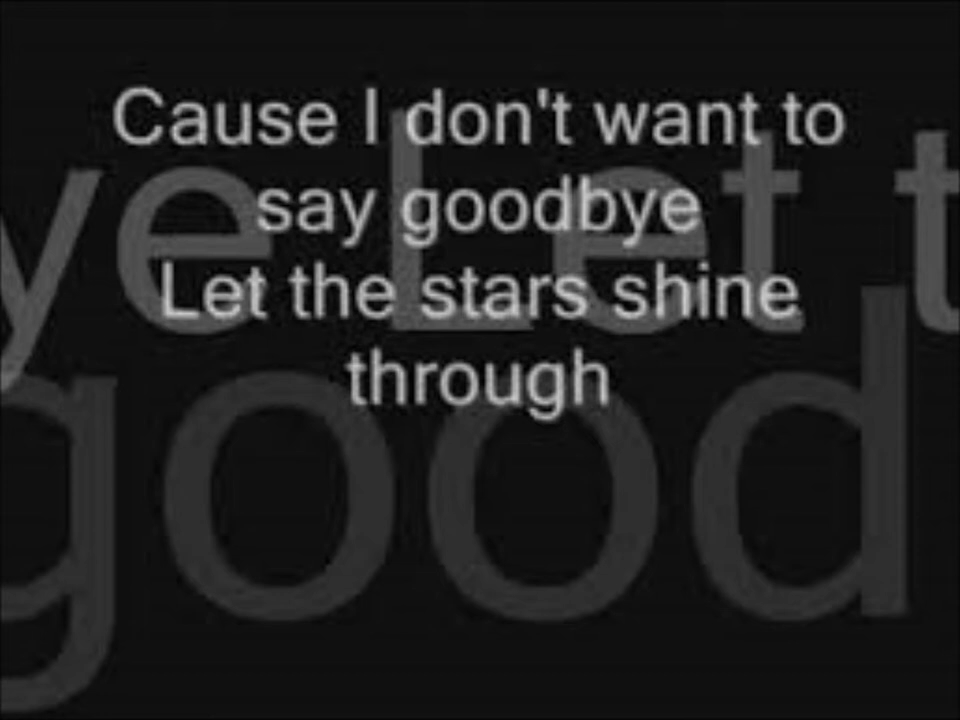 Cause I don't want to
say goodbye
Let the stars shine
through
ye Let t
good